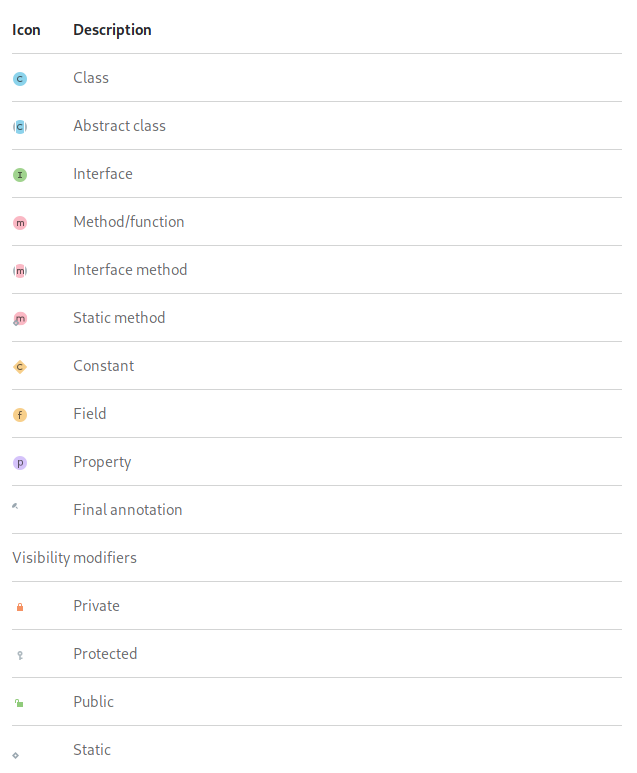 Icon Description
C Class
C Abstract class
I Interface
m Method/function
m Interface method
m Static method
C Constant
f Field
p Property
Final annotation
Visibility modifiers
Private
Protected
Public
Static